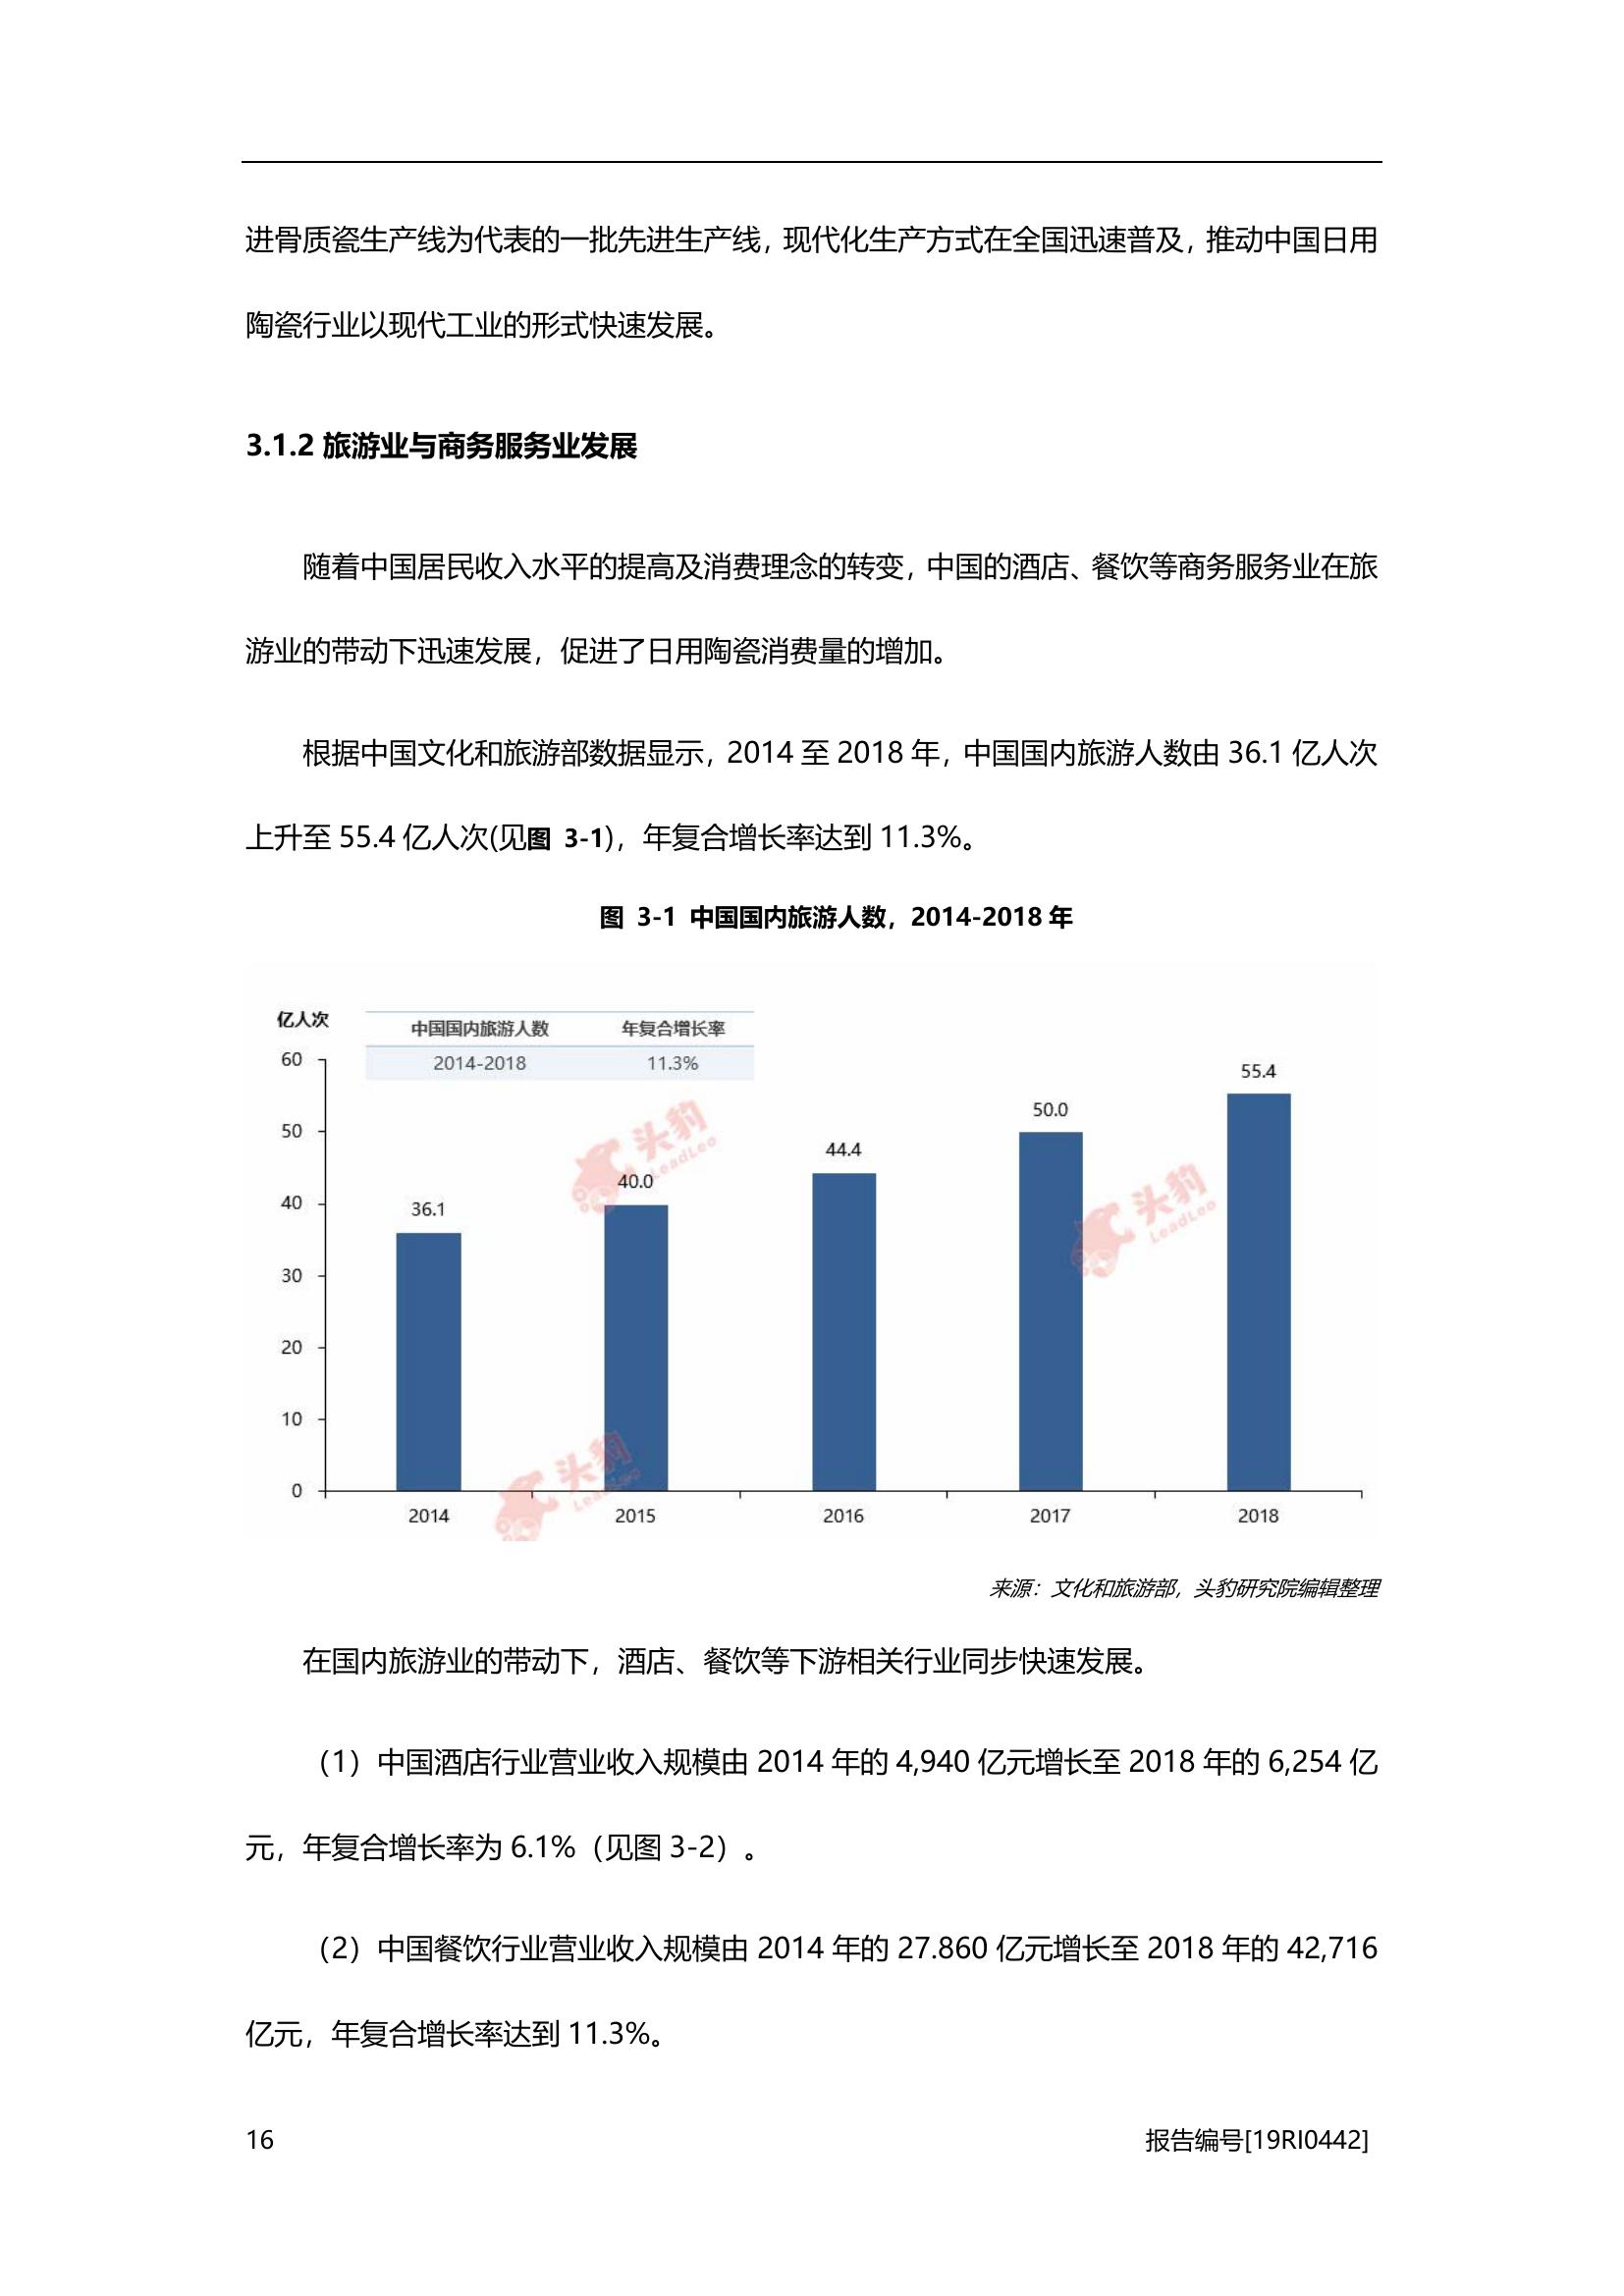 进骨质瓷生产线为代表的一批先进生产线，现代化生产方式在全国迅速普及，推动中国日用
陶瓷行业以现代工业的形式快速发展。
3.1.2 旅游业与商务服务业发展
随着中国居民收入水平的提高及消费理念的转变，中国的酒店、餐饮等商务服务业在旅
游业的带动下迅速发展，促进了日用陶瓷消费量的增加。
根据中国文化和旅游部数据显示，2014 至 2018 年，中国国内旅游人数由 36.1 亿人次
上升至 55.4 亿人次(见图 3-1)，年复合增长率达到 11.3%。
图 3-1 中国国内旅游人数，2014-2018 年
亿人次
中国国内旅游人数 年复合增长率
2014-2018 11.3%
60
50
40
30
20
10
0
36.1
40.0
44.4
50.0
55.4
头豹
LeadLeo
头豹
LeadLeo
头豹
2014 2015 2016 2017 2018
来源：文化和旅游部，头豹研究院编辑整理
在国内旅游业的带动下，酒店、餐饮等下游相关行业同步快速发展。
（1）中国酒店行业营业收入规模由 2014 年的 4,940 亿元增长至 2018 年的 6,254 亿
元，年复合增长率为 6.1%（见图 3-2）。
（2）中国餐饮行业营业收入规模由 2014 年的 27.860 亿元增长至 2018 年的 42,716
亿元，年复合增长率达到 11.3%。
16 报告编号[19RI0442]